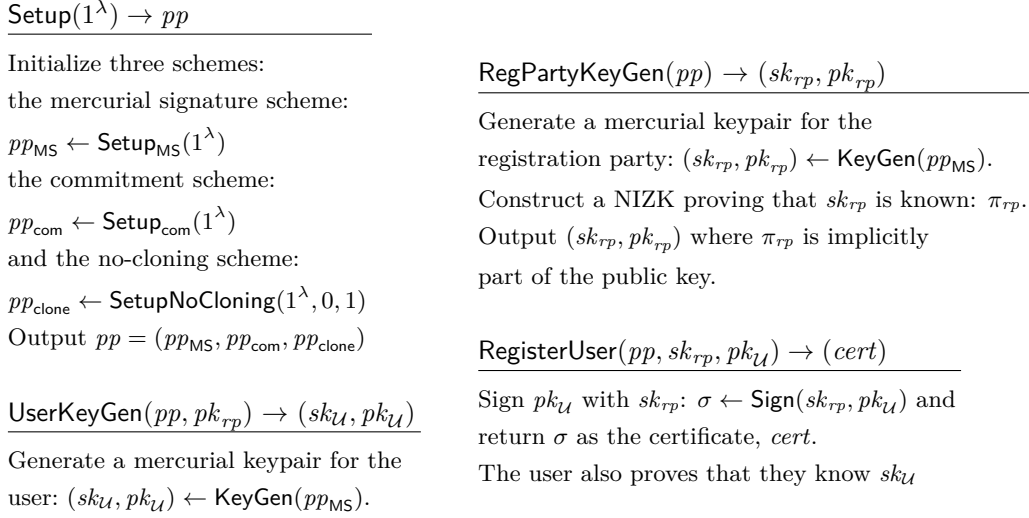 Setup(1^λ) → pp
Initialize three schemes:
the mercurial signature scheme:
pp_MS ← Setup_MS(1^λ)
the commitment scheme:
pp_com ← Setup_com(1^λ)
and the no-cloning scheme:
pp_clone ← SetupNoCloning(1^λ, 0, 1)
Output pp = (pp_MS, pp_com, pp_clone)
UserKeyGen(pp, pk_rp) → (sk_𝒰, pk_𝒰)
Generate a mercurial keypair for the
user: (sk_𝒰, pk_𝒰) ← KeyGen(pp_MS).
RegPartyKeyGen(pp) → (sk_rp, pk_rp)
Generate a mercurial keypair for the
registration party: (sk_rp, pk_rp) ← KeyGen(pp_MS).
Construct a NIZK proving that sk_rp is known: π_rp.
Output (sk_rp, pk_rp) where π_rp is implicitly
part of the public key.
RegisterUser(pp, sk_rp, pk_𝒰) → (cert)
Sign pk_𝒰 with sk_rp: σ ← Sign(sk_rp, pk_𝒰) and
return σ as the certificate, cert.
The user also proves that they know sk_𝒰